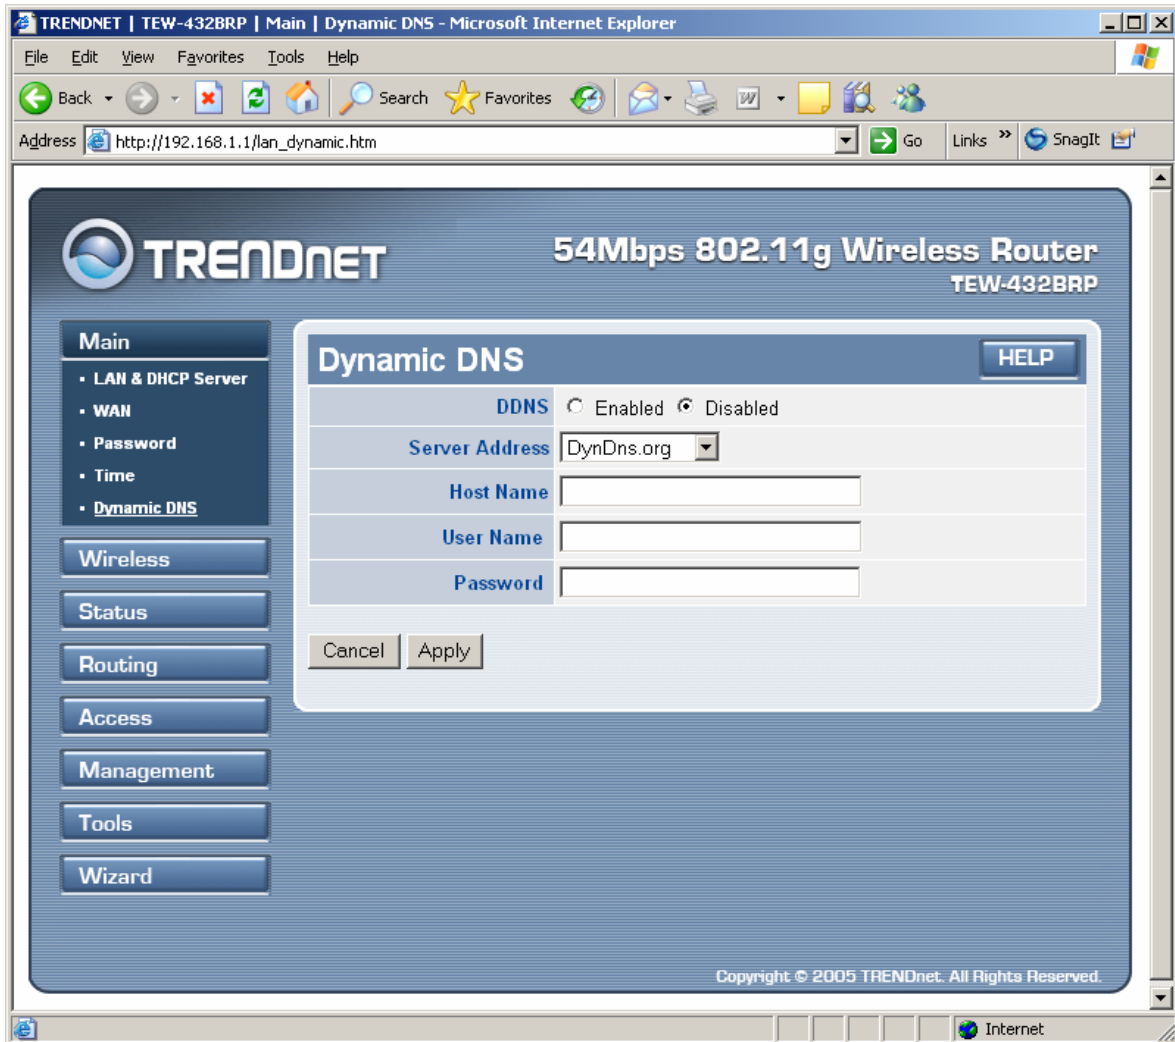 TRENDNET | TEW-432BRP | Main | Dynamic DNS - Microsoft Internet Explorer
File Edit View Favorites Tools Help
Back Search Favorites W
Address http://192.168.1.1/lan_dynamic.htm Go Links » SnagIt
TRENDNET
54Mbps 802.11g Wireless Router
TEW-432BRP
Main
LAN & DHCP Server
WAN
Password
Time
Dynamic DNS
Wireless
Status
Routing
Access
Management
Tools
Wizard
Dynamic DNS HELP
DDNS Enabled Disabled
Server Address DynDns.org
Host Name
User Name
Password
Cancel Apply
Copyright © 2005 TRENDnet. All Rights Reserved.
Internet